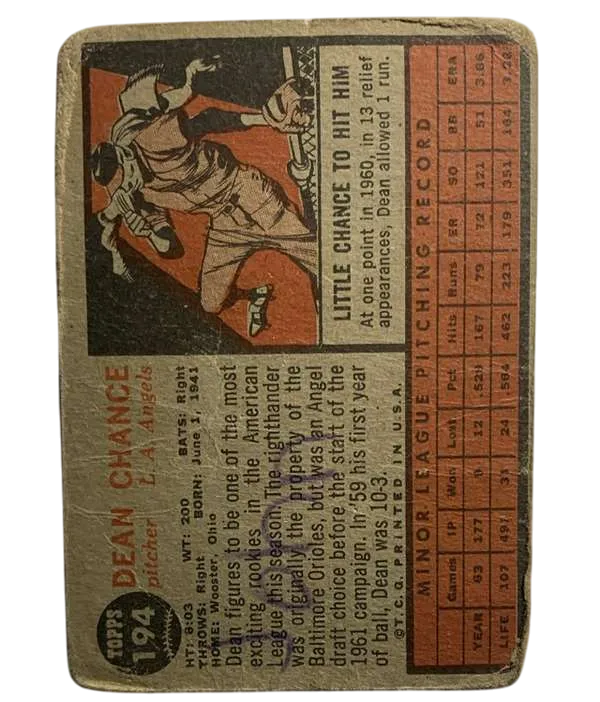 TOPPS
194
DEAN CHANCE
pitcher L.A. Angels
HT: 6:03 WT: 200 BATS: Right
THROWS: Right BORN: June 1, 1941
HOME: Wooster, Ohio
Dean figures to be one of the most
exciting rookies in the American
League this season. The righthander
was originally the property of the
Baltimore Orioles, but was an Angel
draft choice before the start of the
1961 campaign. In '59 his first year
of ball, Dean was 10-3.
©T.C.G. PRINTED IN U.S.A.
LITTLE CHANCE TO HIT HIM
At one point in 1960, in 13 relief
appearances, Dean allowed 1 run.
MINOR LEAGUE PITCHING RECORD
Games IP Won Lost Pct Hits Runs ER SO BB ERA
YEAR 63 177 9 12 .529 167 79 72 121 51 3.66
LIFE 107 491 31 24 .564 462 223 179 351 164 3.28